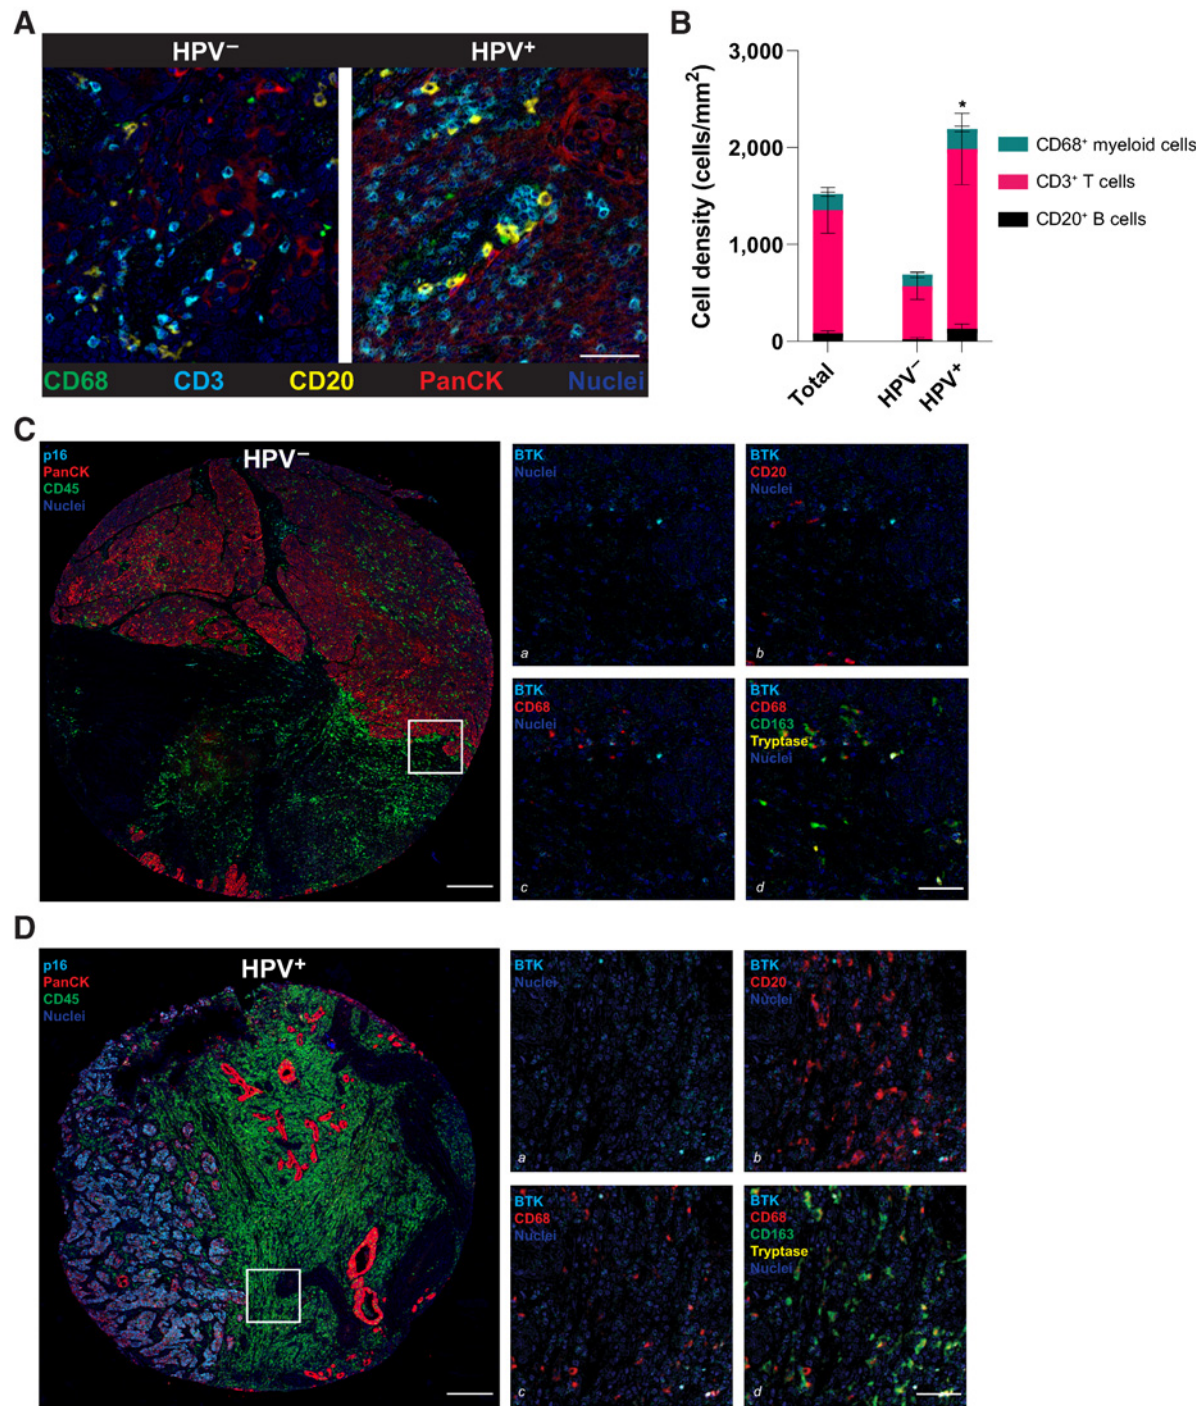 A
HPV⁻ HPV⁺
CD68 CD3 CD20 PanCK Nuclei
B
Cell density (cells/mm²)
3,000
2,000
1,000
0
*
Total HPV⁻ HPV⁺
CD68⁺ myeloid cells
CD3⁺ T cells
CD20⁺ B cells
C
p16
PanCK
CD45
Nuclei
HPV⁻
BTK
Nuclei
a
BTK
CD20
Nuclei
b
BTK
CD68
Nuclei
c
BTK
CD68
CD163
Tryptase
Nuclei
d
D
p16
PanCK
CD45
Nuclei
HPV⁺
BTK
Nuclei
a
BTK
CD20
Nuclei
b
BTK
CD68
Nuclei
c
BTK
CD68
CD163
Tryptase
Nuclei
d